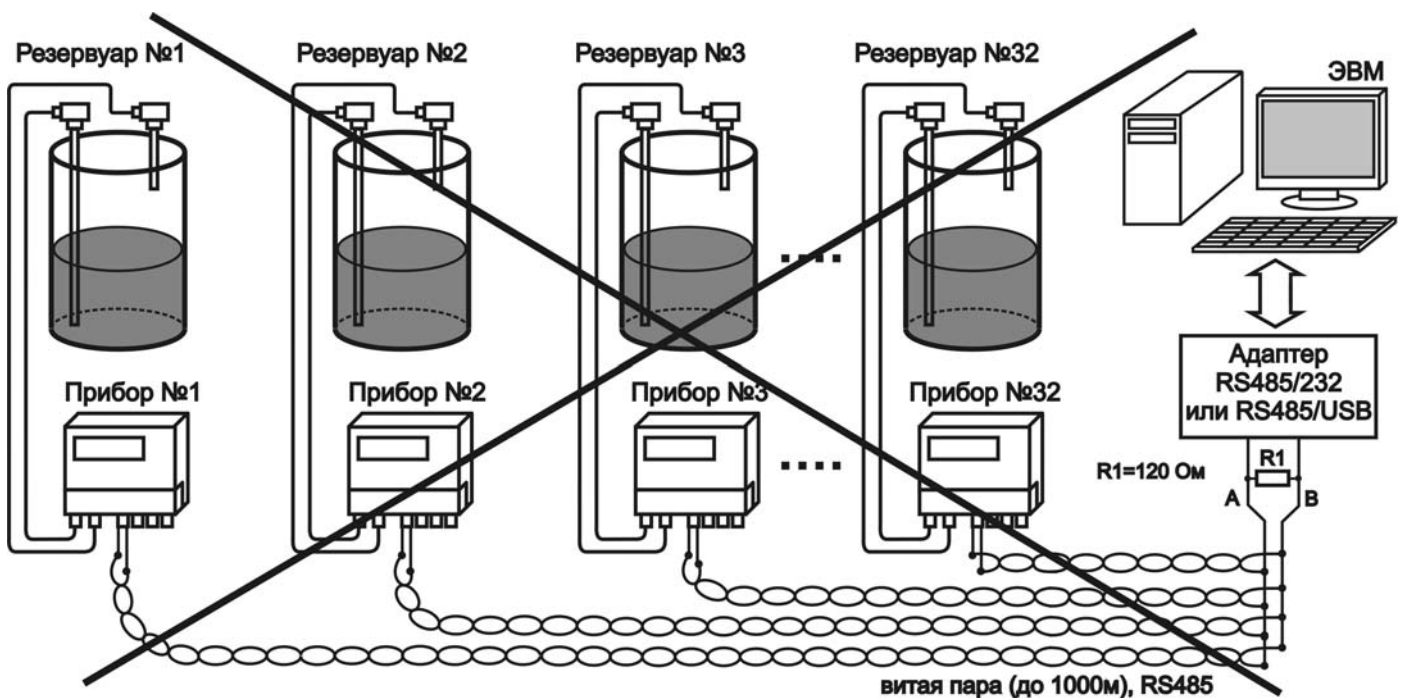 Резервуар №1
Резервуар №2
Резервуар №3
Резервуар №32
ЭВМ
Прибор №1
Прибор №2
Прибор №3
Прибор №32
Адаптер
RS485/232
или RS485/USB
R1=120 Ом
R1
A
B
витая пара (до 1000м), RS485